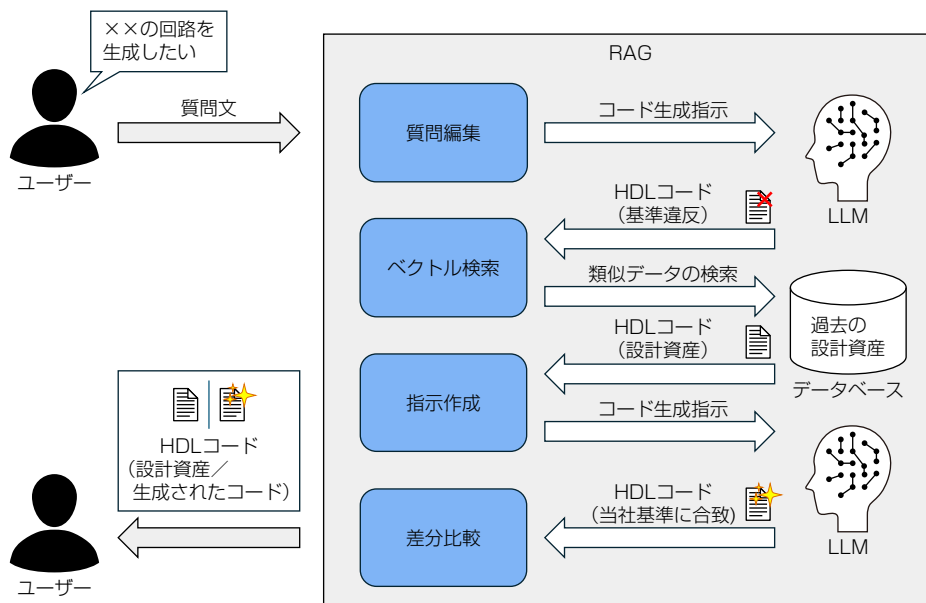 ××の回路を
生成したい
ユーザー
質問文
RAG
質問編集
コード生成指示
LLM
HDLコード
（基準違反）
ベクトル検索
類似データの検索
過去の
設計資産
データベース
HDLコード
（設計資産）
指示作成
コード生成指示
LLM
HDLコード
（当社基準に合致)
差分比較
HDLコード
（設計資産／
生成されたコード）
ユーザー